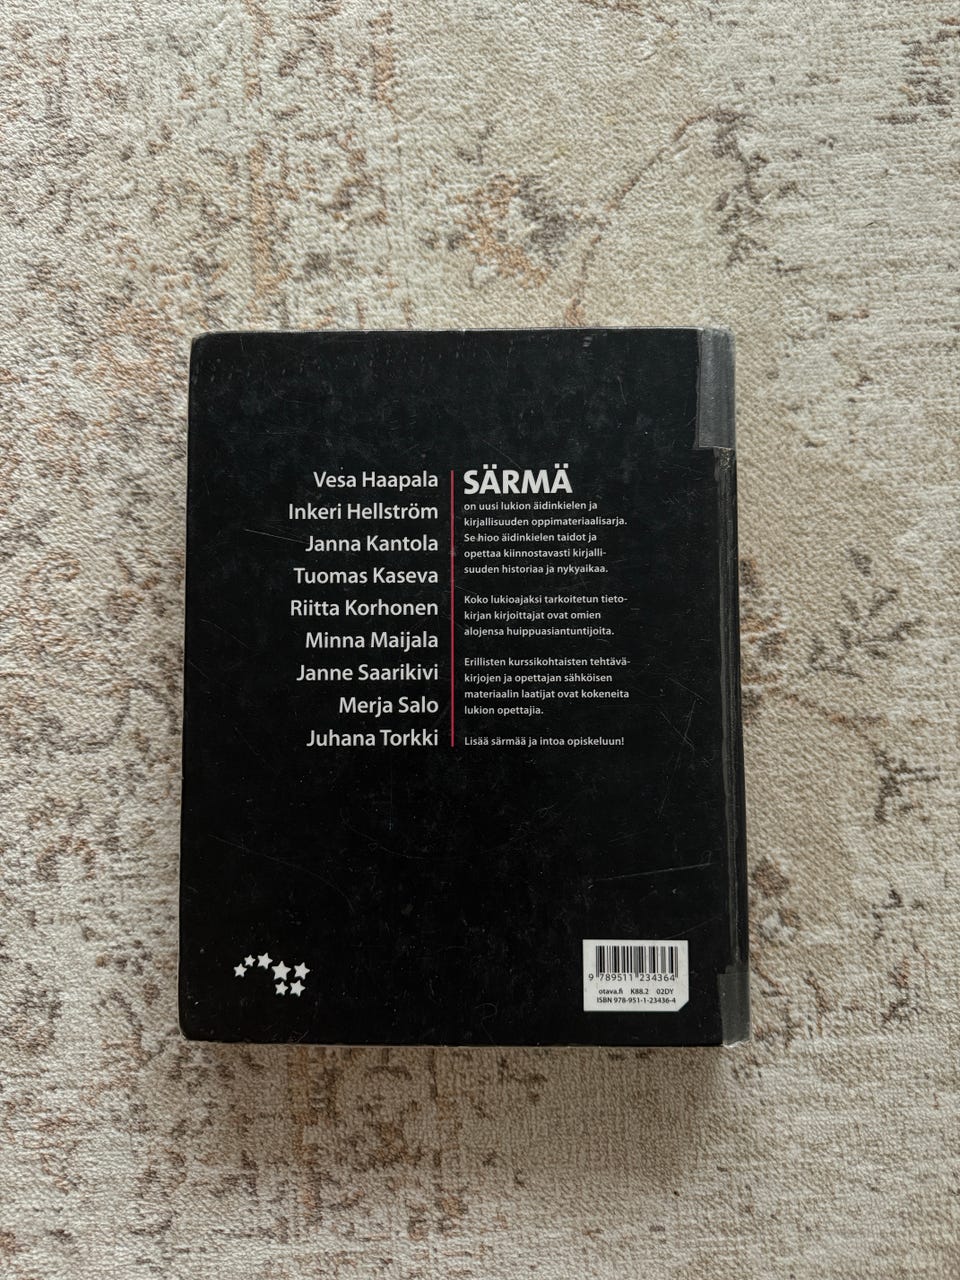 Vesa Haapala
Inkeri Hellström
Janna Kantola
Tuomas Kaseva
Riitta Korhonen
Minna Maijala
Janne Saarikivi
Merja Salo
Juhana Torkki
SÄRMÄ
on uusi lukion äidinkielen ja
kirjallisuuden oppimateriaalisarja.
Se hioo äidinkielen taidot ja
opettaa kiinnostavasti kirjalli-
suuden historiaa ja nykyaikaa.
Koko lukioajaksi tarkoitetun tieto-
kirjan kirjoittajat ovat omien
alojensa huippuasiantuntijoita.
Erillisten kurssikohtaisten tehtävä-
kirjojen ja opettajan sähköisen
materiaalin laatijat ovat kokeneita
lukion opettajia.
Lisää särmää ja intoa opiskeluun!
9 789511 234364
otava.fi K88.2 02DY
ISBN 978-951-1-23436-4